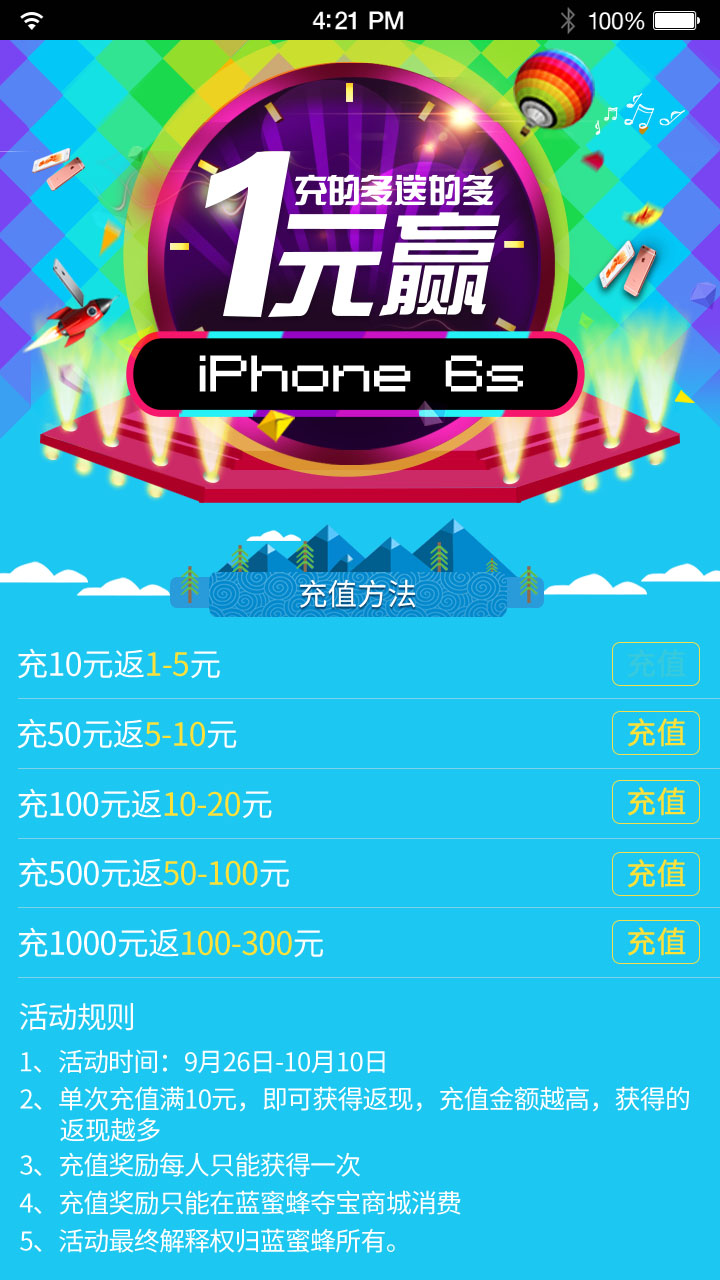 4:21 PM 100%
充的多送的多
1元赢
iPhone 6s
充值方法
充10元返1-5元 充值
充50元返5-10元 充值
充100元返10-20元 充值
充500元返50-100元 充值
充1000元返100-300元 充值
活动规则
1、活动时间：9月26日-10月10日
2、单次充值满10元，即可获得返现，充值金额越高，获得的
返现越多
3、充值奖励每人只能获得一次
4、充值奖励只能在蓝蜜蜂夺宝商城消费
5、活动最终解释权归蓝蜜蜂所有。